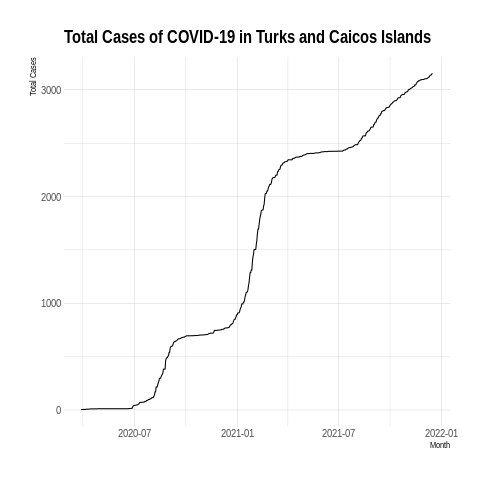 Total Cases of COVID-19 in Turks and Caicos Islands
Total Cases
3000
2000
1000
0
2020-07 2021-01 2021-07 2022-01
Month